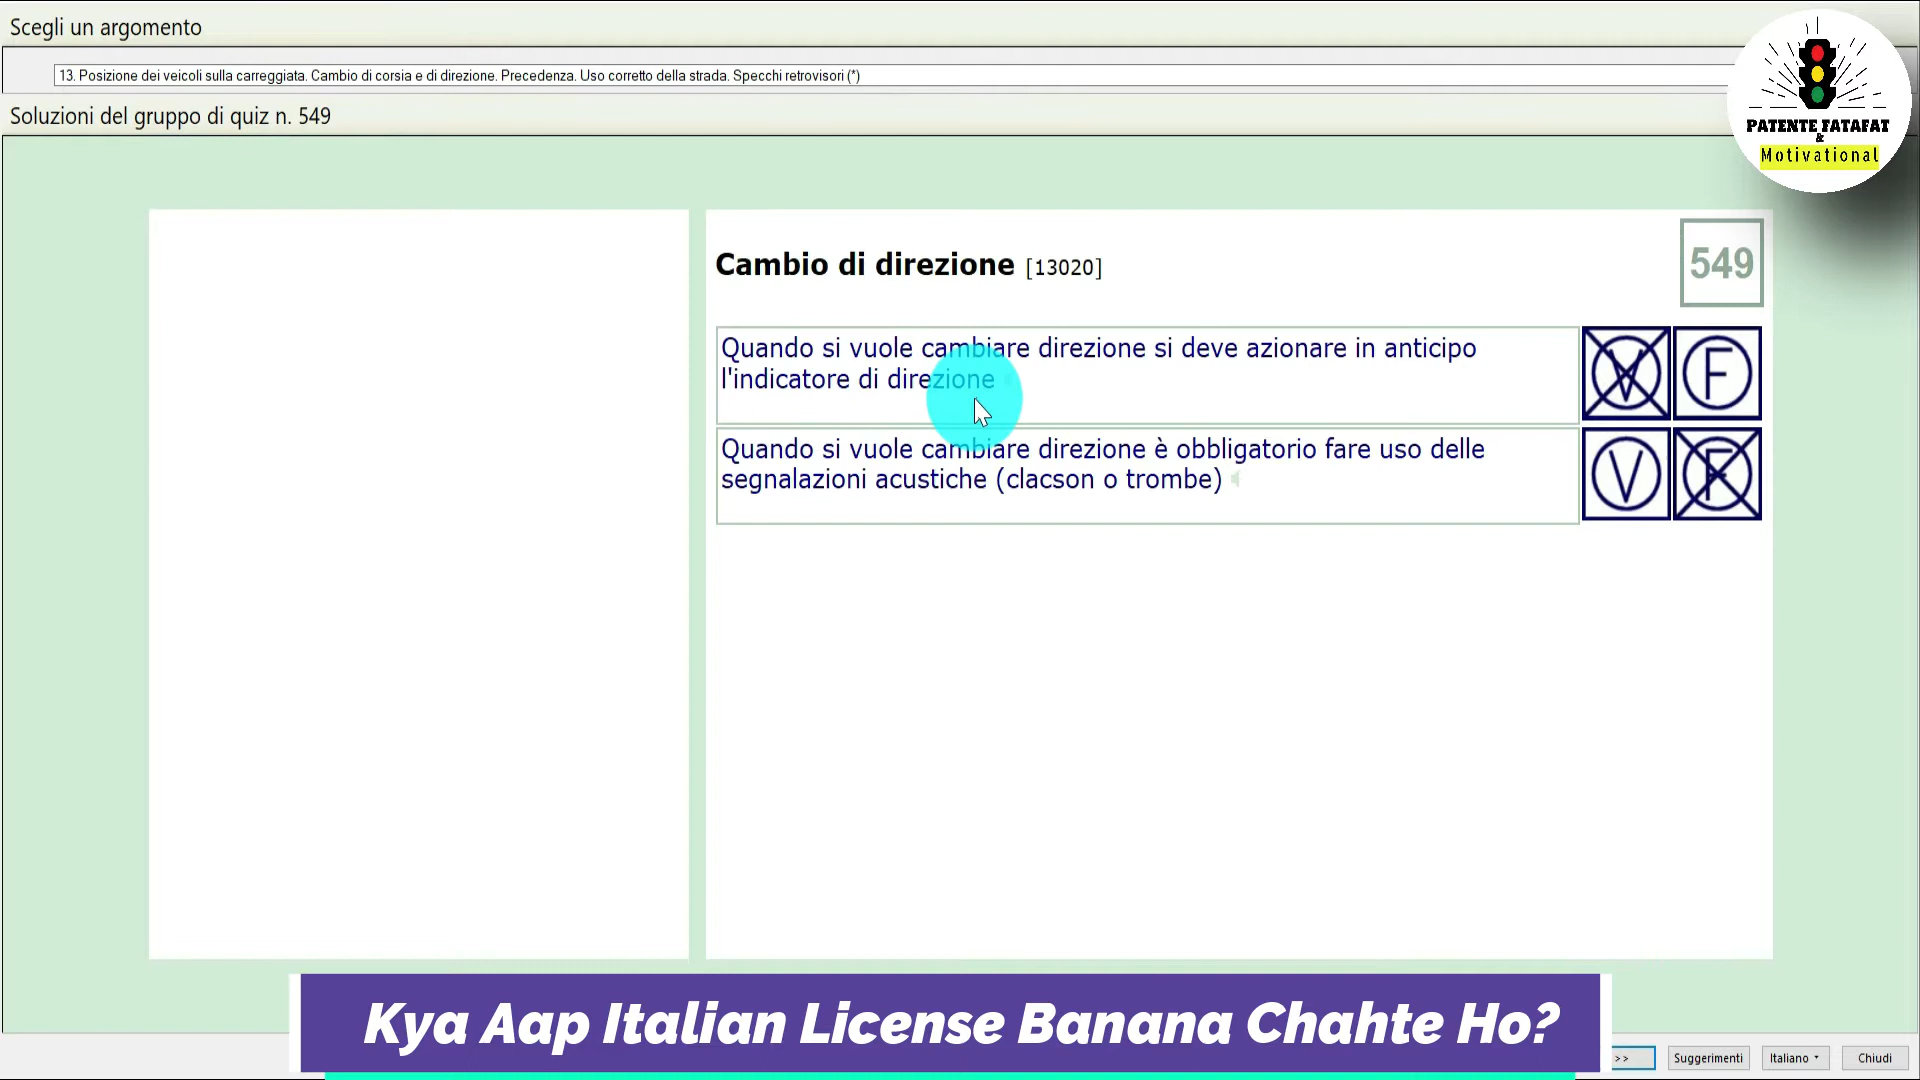 Scegli un argomento
13. Posizione dei veicoli sulla carreggiata. Cambio di corsia e di direzione. Precedenza. Uso corretto della strada. Specchi retrovisori (*)
Soluzioni del gruppo di quiz n. 549
PATENTE FATAFAT
&
Motivational
Cambio di direzione [13020]
549
Quando si vuole cambiare direzione si deve azionare in anticipo
l'indicatore di direzione
V F
Quando si vuole cambiare direzione è obbligatorio fare uso delle
segnalazioni acustiche (clacson o trombe)
V F
Kya Aap Italian License Banana Chahte Ho?
>> Suggerimenti Italiano Chiudi